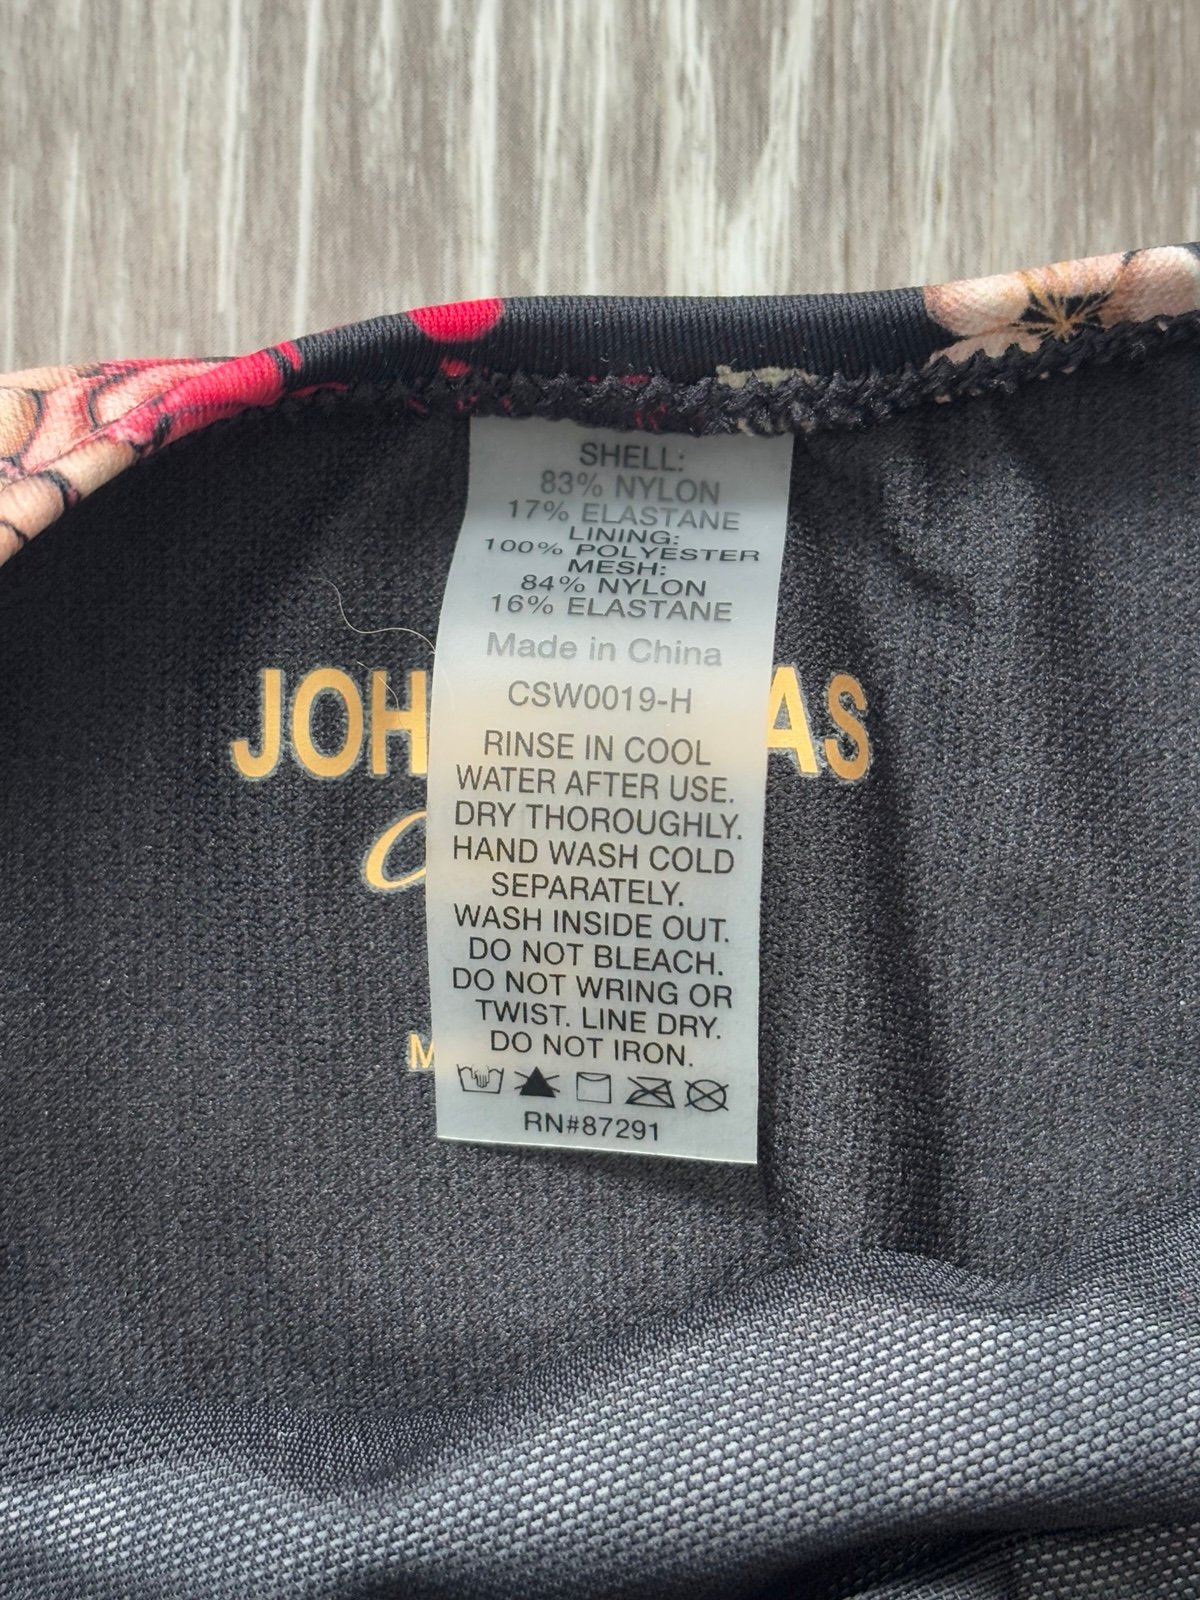 SHELL:
83% NYLON
17% ELASTANE
LINING:
100% POLYESTER
MESH:
84% NYLON
16% ELASTANE
Made in China
JOH AS
CSW0019-H
RINSE IN COOL
WATER AFTER USE.
DRY THOROUGHLY.
HAND WASH COLD
SEPARATELY.
WASH INSIDE OUT.
DO NOT BLEACH.
DO NOT WRING OR
TWIST. LINE DRY.
DO NOT IRON.
M
RN#87291